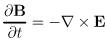 ∂𝐁/∂t = −∇ × 𝐄